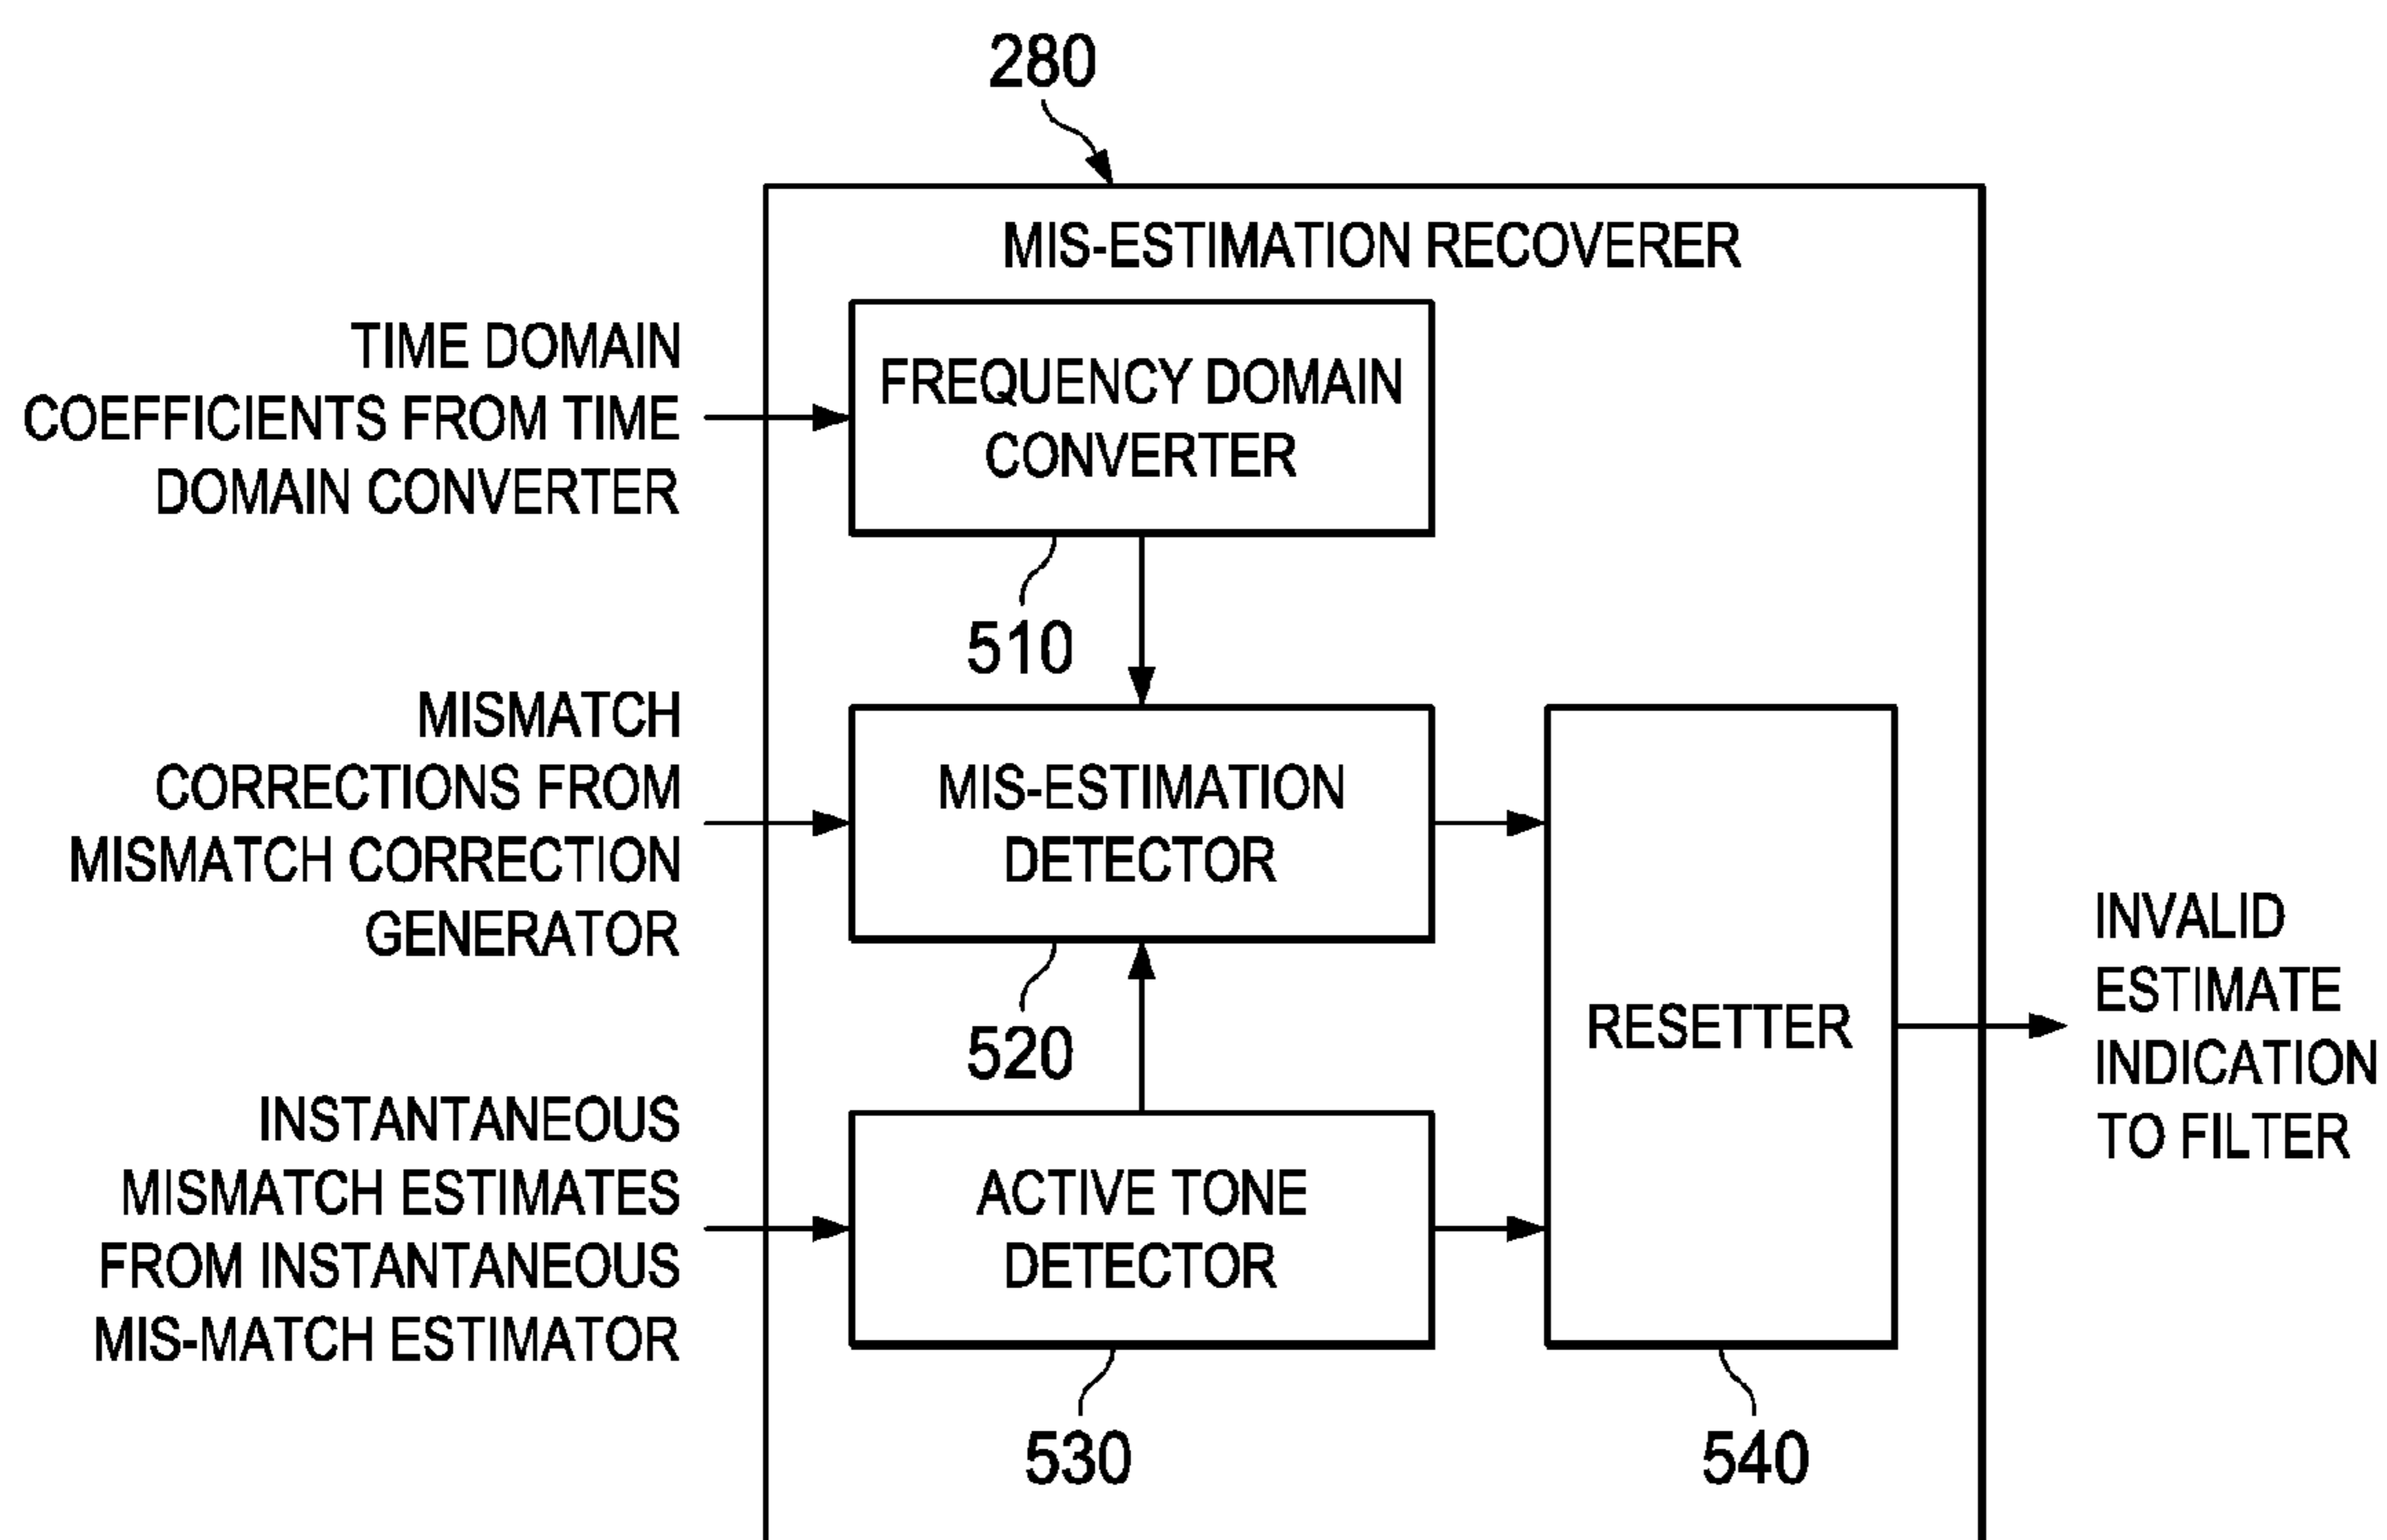 280
MIS-ESTIMATION RECOVERER
TIME DOMAIN
COEFFICIENTS FROM TIME
DOMAIN CONVERTER
FREQUENCY DOMAIN
CONVERTER
510
MISMATCH
CORRECTIONS FROM
MISMATCH CORRECTION
GENERATOR
MIS-ESTIMATION
DETECTOR
520
INSTANTANEOUS
MISMATCH ESTIMATES
FROM INSTANTANEOUS
MIS-MATCH ESTIMATOR
ACTIVE TONE
DETECTOR
530
RESETTER
540
INVALID
ESTIMATE
INDICATION
TO FILTER